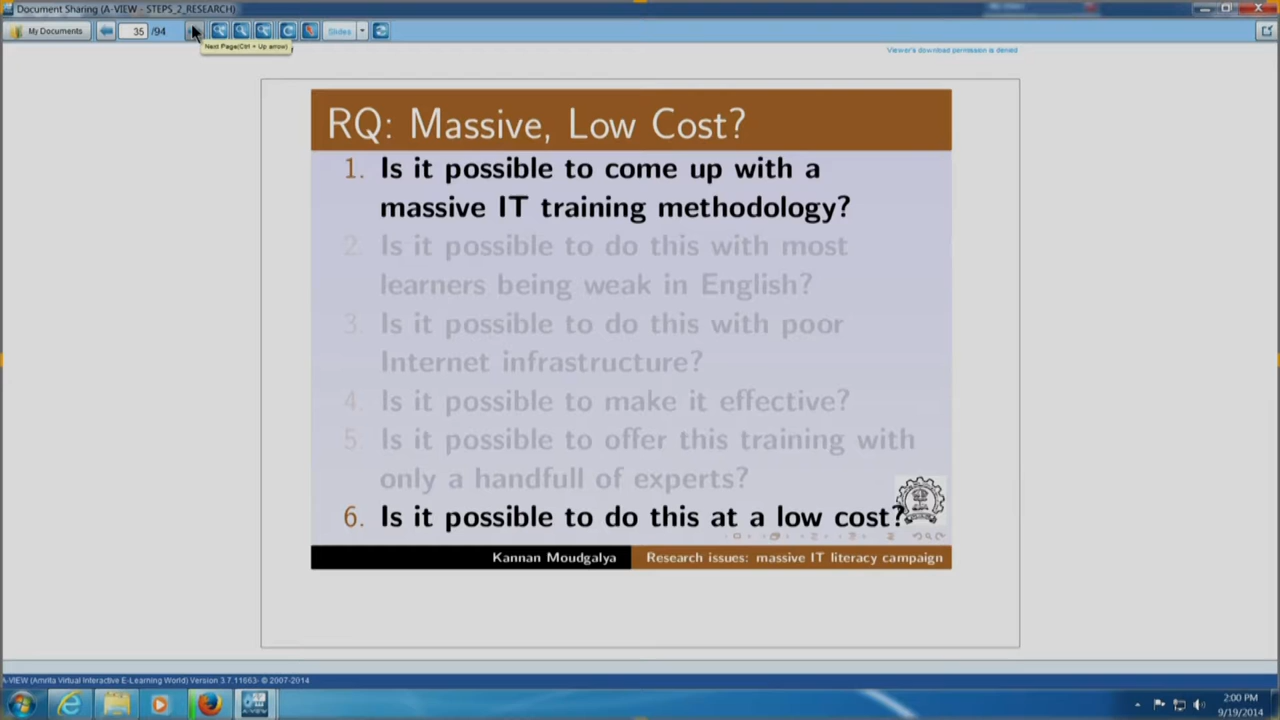 Document Sharing (A-VIEW - STEPS_2_RESEARCH)
My Documents
35 /94
Slides
Next Page(Ctrl + Up arrow)
Viewer's download permission is denied
RQ: Massive, Low Cost?
1. Is it possible to come up with a
massive IT training methodology?
2. Is it possible to do this with most
learners being weak in English?
3. Is it possible to do this with poor
Internet infrastructure?
4. Is it possible to make it effective?
5 Is it possible to offer this training with
only a handfull of experts?
6. Is it possible to do this at a low cost?
Kannan Moudgalya
Research issues: massive IT literacy campaign
A-VIEW (Amrita Virtual Interactive E-Learning World) Version 3.7.11663- © 2007-2014
2:00 PM
9/19/2014